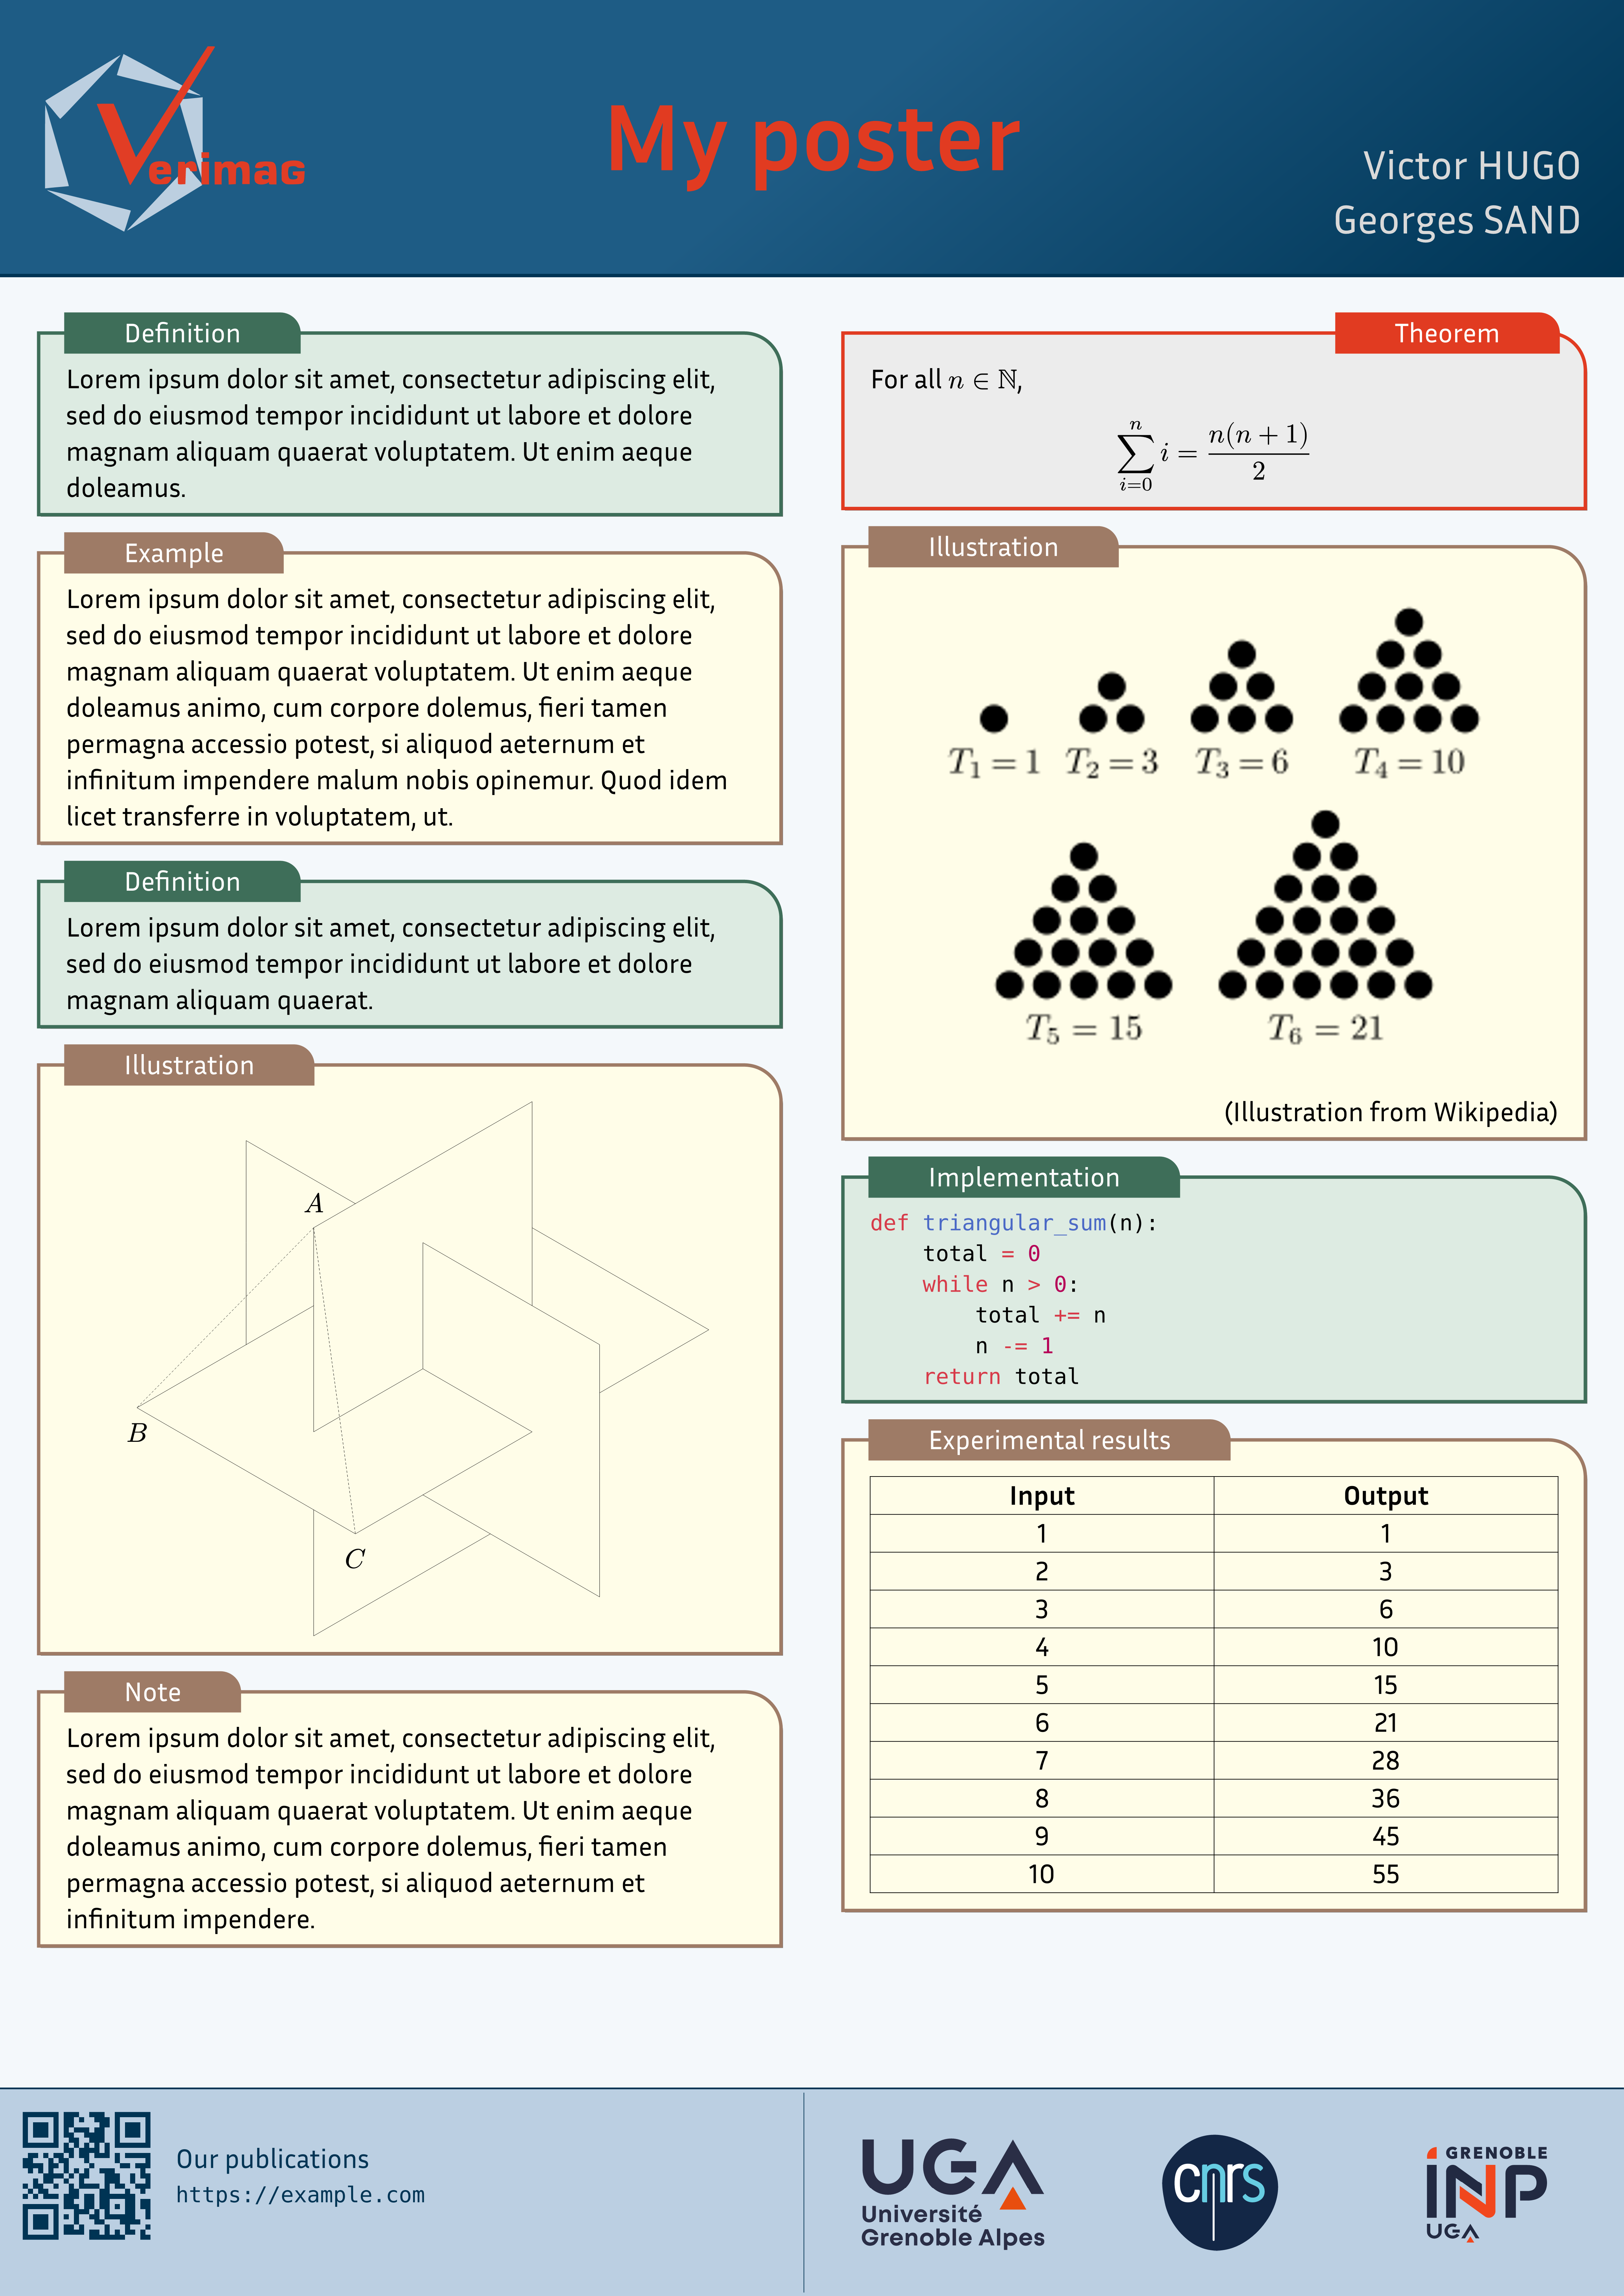 Verimag
My poster
Victor HUGO
Georges SAND
Definition
Lorem ipsum dolor sit amet, consectetur adipiscing elit,
sed do eiusmod tempor incididunt ut labore et dolore
magnam aliquam quaerat voluptatem. Ut enim aeque
doleamus.
Example
Lorem ipsum dolor sit amet, consectetur adipiscing elit,
sed do eiusmod tempor incididunt ut labore et dolore
magnam aliquam quaerat voluptatem. Ut enim aeque
doleamus animo, cum corpore dolemus, fieri tamen
permagna accessio potest, si aliquod aeternum et
infinitum impendere malum nobis opinemur. Quod idem
licet transferre in voluptatem, ut.
Definition
Lorem ipsum dolor sit amet, consectetur adipiscing elit,
sed do eiusmod tempor incididunt ut labore et dolore
magnam aliquam quaerat.
Illustration
A
B
C
Note
Lorem ipsum dolor sit amet, consectetur adipiscing elit,
sed do eiusmod tempor incididunt ut labore et dolore
magnam aliquam quaerat voluptatem. Ut enim aeque
doleamus animo, cum corpore dolemus, fieri tamen
permagna accessio potest, si aliquod aeternum et
infinitum impendere.
Theorem
For all n ∈ ℕ,
∑_{i=0}^{n} i = n(n + 1) / 2
Illustration
T₁ = 1 T₂ = 3 T₃ = 6 T₄ = 10
T₅ = 15 T₆ = 21
(Illustration from Wikipedia)
Implementation
def triangular_sum(n):
    total = 0
    while n > 0:
        total += n
        n -= 1
    return total
Experimental results
Input Output
1 1
2 3
3 6
4 10
5 15
6 21
7 28
8 36
9 45
10 55
Our publications
https://example.com
UGA
Université
Grenoble Alpes
cnrs
GRENOBLE
INP
UGA